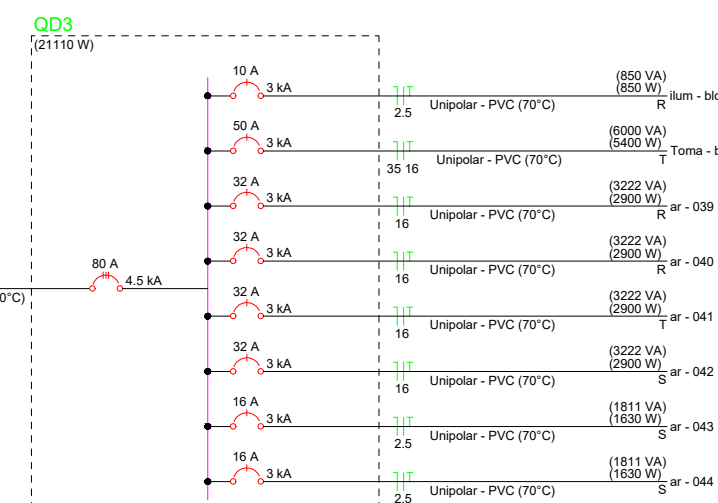 QD3
(21110 W)
10 A
3 kA
2.5
Unipolar - PVC (70°C)
(850 VA)
(850 W)
R
ilum - blo
50 A
3 kA
35 16
Unipolar - PVC (70°C)
(6000 VA)
(5400 W)
T
Toma - b
32 A
3 kA
16
Unipolar - PVC (70°C)
(3222 VA)
(2900 W)
R
ar - 039
32 A
3 kA
16
Unipolar - PVC (70°C)
(3222 VA)
(2900 W)
R
ar - 040
80 A
4.5 kA
0°C)
32 A
3 kA
16
Unipolar - PVC (70°C)
(3222 VA)
(2900 W)
T
ar - 041
32 A
3 kA
16
Unipolar - PVC (70°C)
(3222 VA)
(2900 W)
S
ar - 042
16 A
3 kA
2.5
Unipolar - PVC (70°C)
(1811 VA)
(1630 W)
S
ar - 043
16 A
3 kA
2.5
Unipolar - PVC (70°C)
(1811 VA)
(1630 W)
S
ar - 044